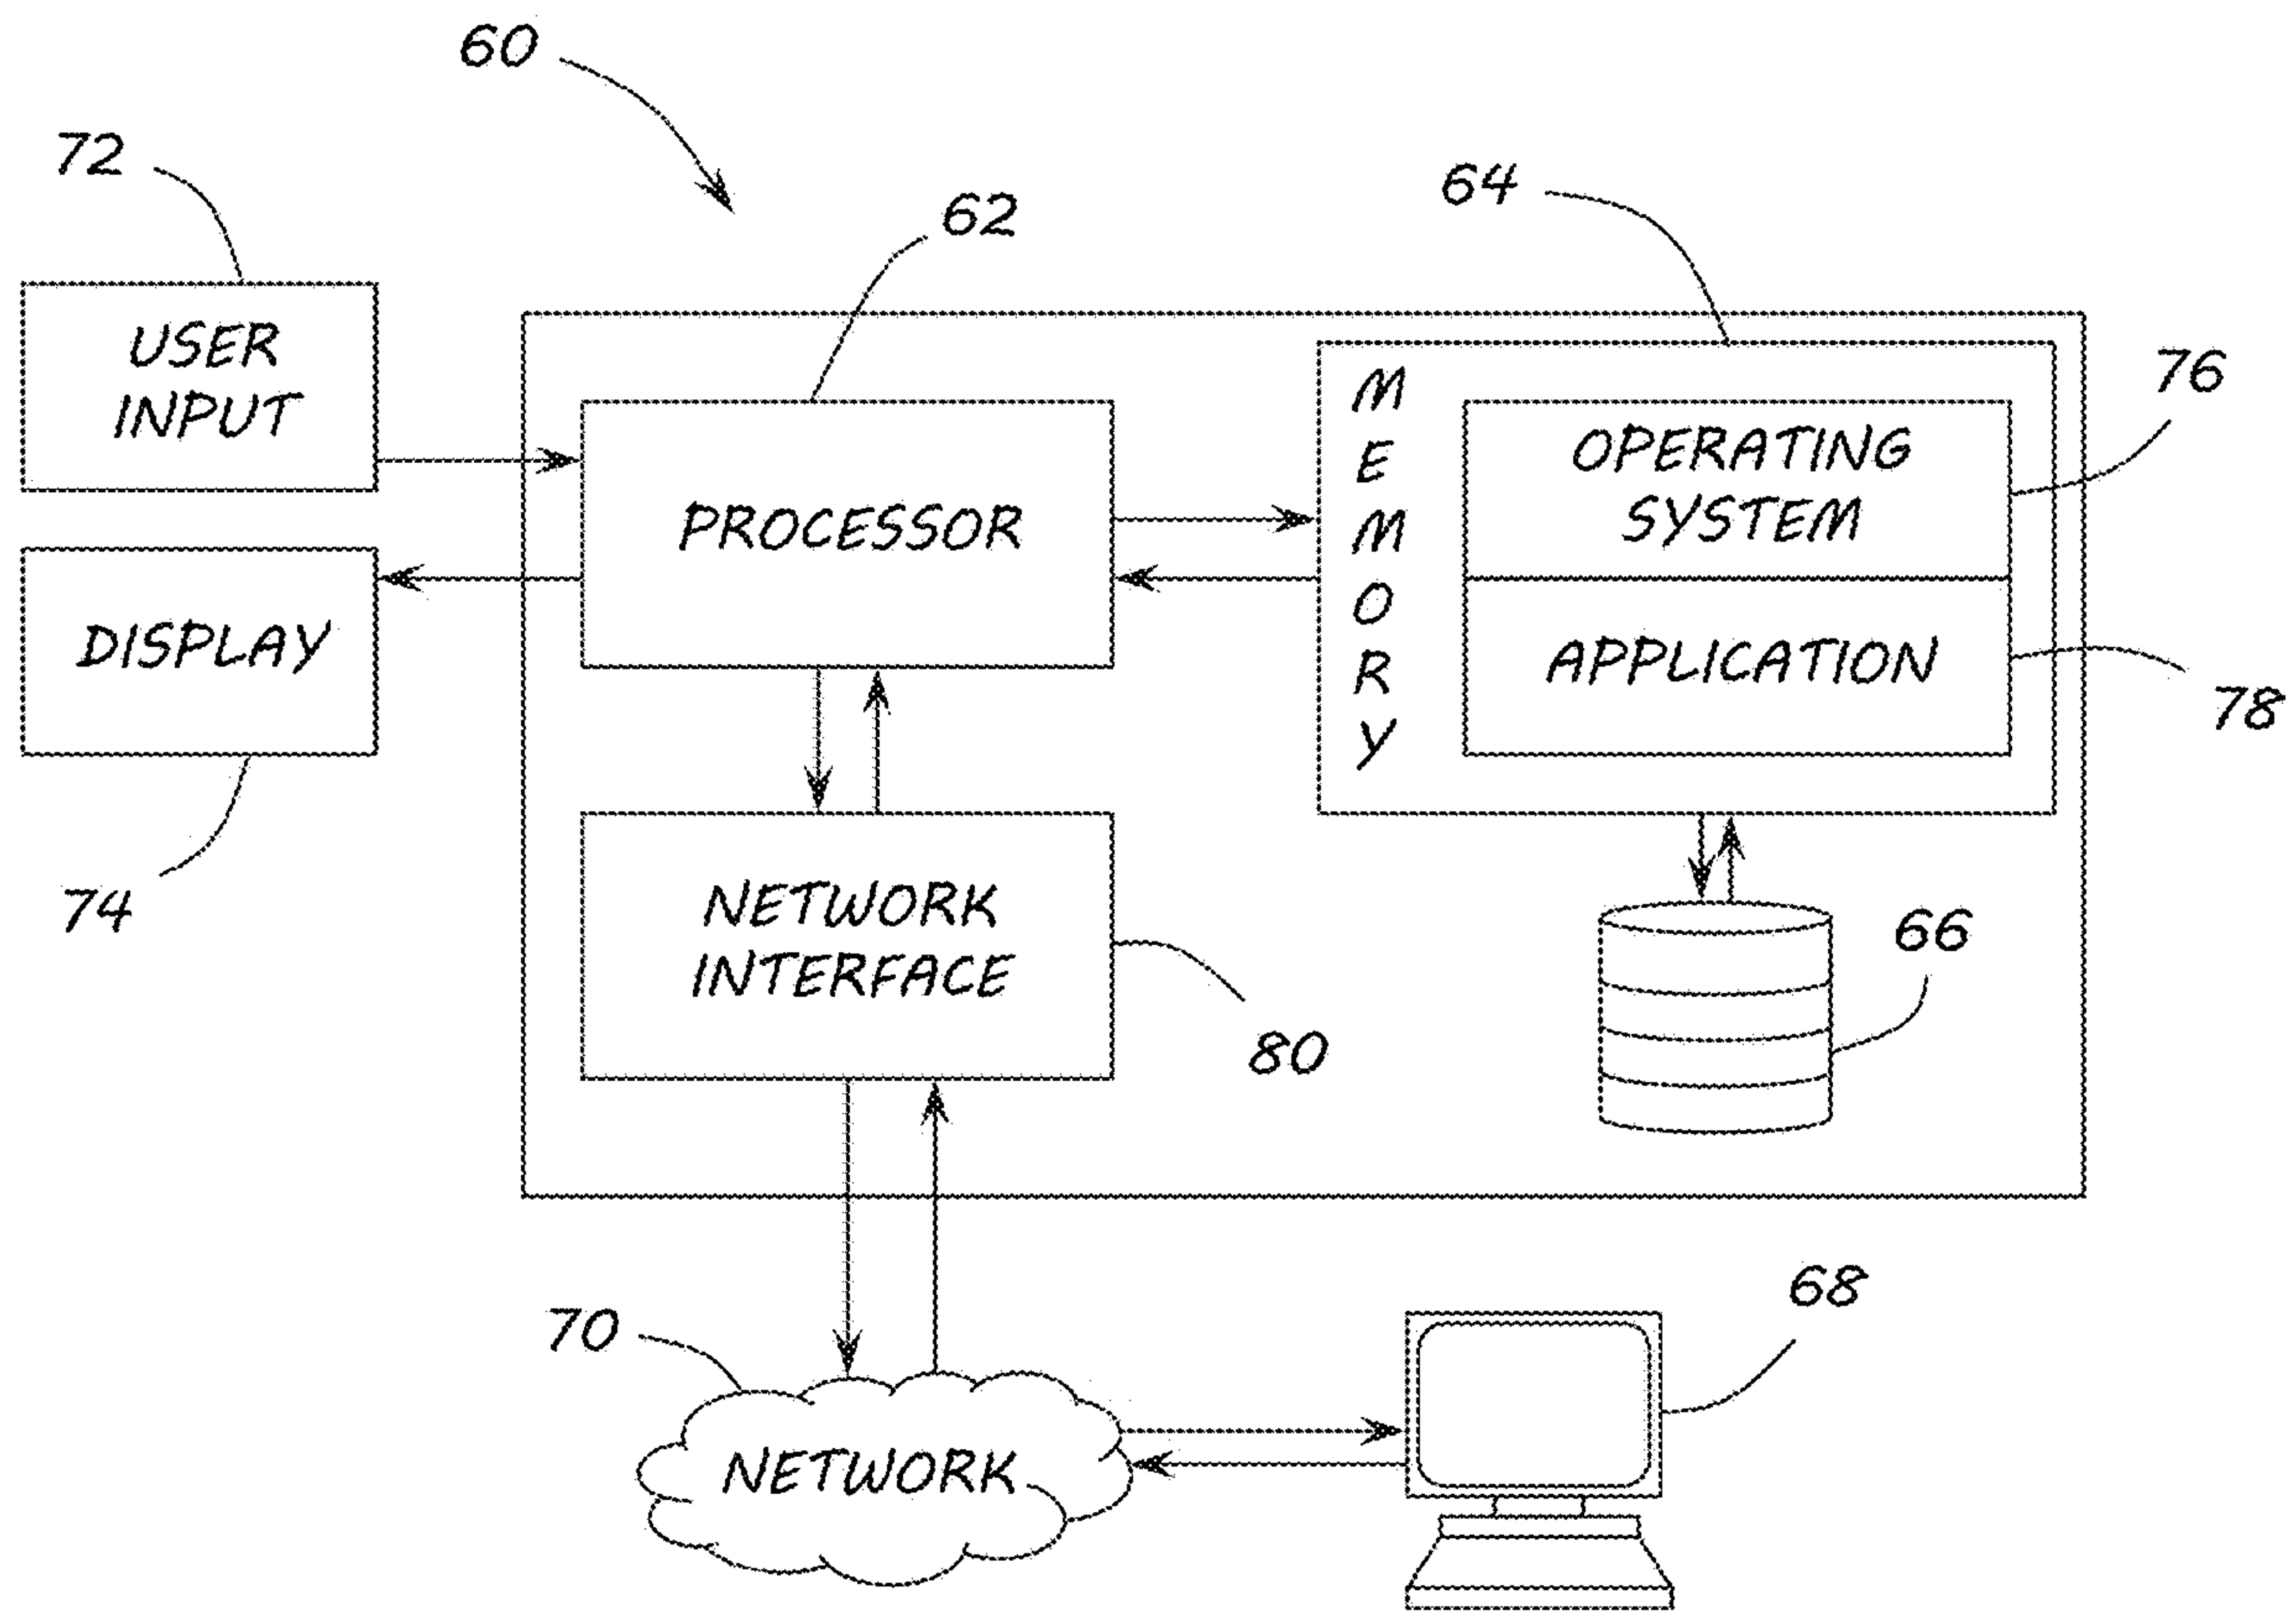 60
72
62
64
USER
INPUT
76
OPERATING
SYSTEM
PROCESSOR
M
E
M
O
R
Y
DISPLAY
APPLICATION
78
74
NETWORK
INTERFACE
66
80
68
70
NETWORK